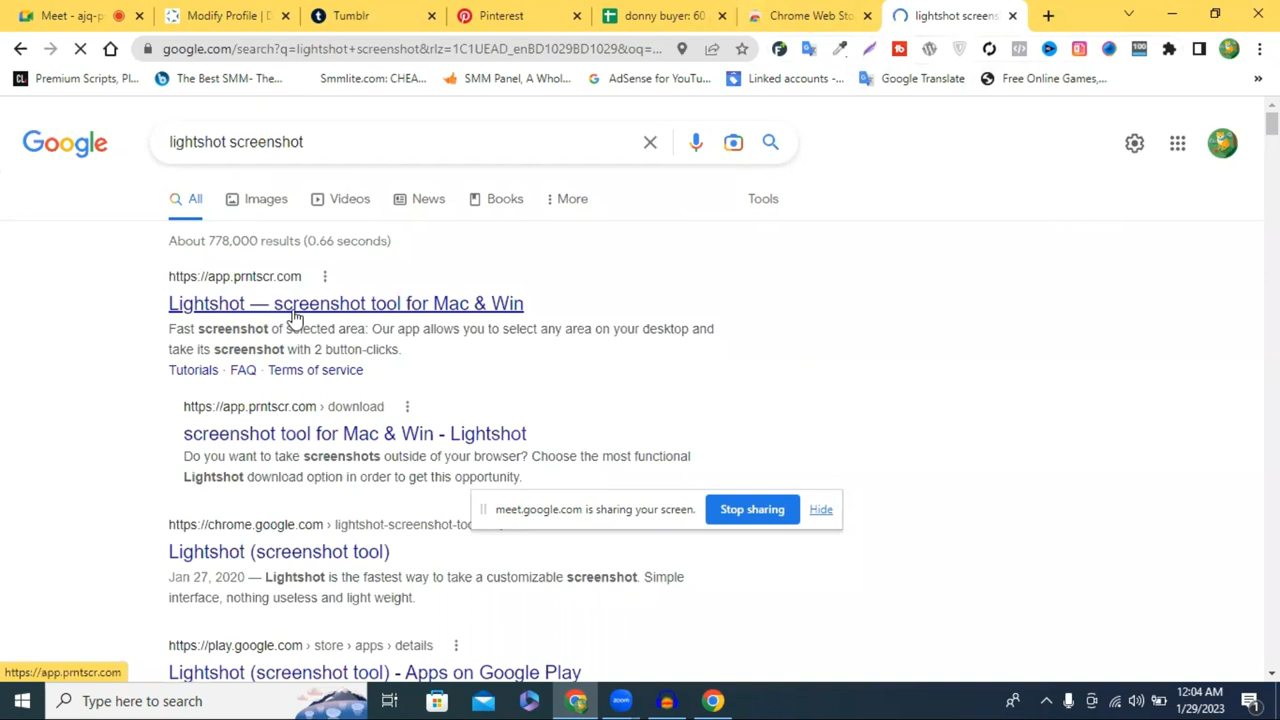 Meet - ajq-p
Modify Profile | D
Tumblr
Pinterest
donny buyer: 60
Chrome Web Sto
lightshot screens
google.com/search?q=lightshot+screenshot&rlz=1C1UEAD_enBD1029BD1029&oq=...
100
CL Premium Scripts, Pl...
The Best SMM- The...
Smmlite.com: CHEA...
SMM Panel, A Whol...
AdSense for YouTu...
Linked accounts -...
Google Translate
Free Online Games,...
Google
lightshot screenshot
All
Images
Videos
News
Books
More
Tools
About 778,000 results (0.66 seconds)
https://app.prntscr.com
Lightshot — screenshot tool for Mac & Win
Fast screenshot of selected area: Our app allows you to select any area on your desktop and
take its screenshot with 2 button-clicks.
Tutorials · FAQ · Terms of service
https://app.prntscr.com › download
screenshot tool for Mac & Win - Lightshot
Do you want to take screenshots outside of your browser? Choose the most functional
Lightshot download option in order to get this opportunity.
meet.google.com is sharing your screen.
Stop sharing
Hide
https://chrome.google.com › lightshot-screenshot-too
Lightshot (screenshot tool)
Jan 27, 2020 — Lightshot is the fastest way to take a customizable screenshot. Simple
interface, nothing useless and light weight.
https://play.google.com › store › apps › details
Lightshot (screenshot tool) - Apps on Google Play
https://app.prntscr.com
Type here to search
zoom
12:04 AM
1/29/2023
1